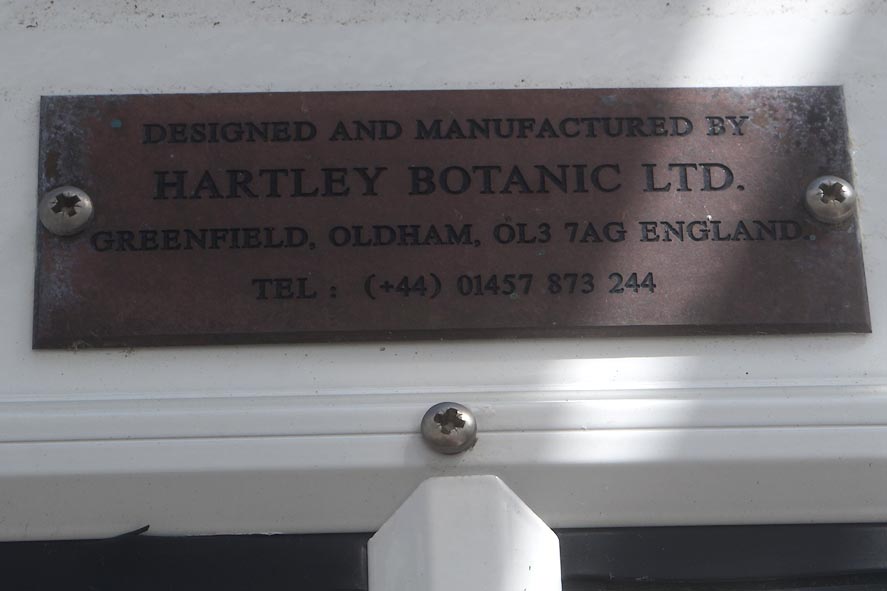 DESIGNED AND MANUFACTURED BY
HARTLEY BOTANIC LTD.
GREENFIELD, OLDHAM, OL3 7AG ENGLAND.
TEL : (+44) 01457 873 244